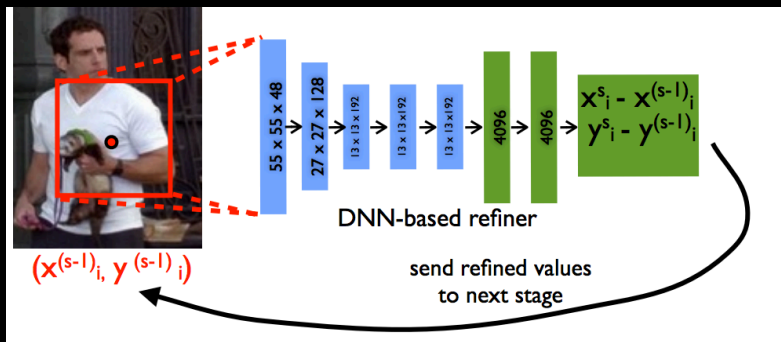 55 x 55 x 48
27 x 27 x 128
13 x 13 x 192
13 x 13 x 192
13 x 13 x 192
4096
4096
xˢᵢ - x⁽ˢ⁻¹⁾ᵢ
yˢᵢ - y⁽ˢ⁻¹⁾ᵢ
DNN-based refiner
(x⁽ˢ⁻¹⁾ᵢ, y⁽ˢ⁻¹⁾ᵢ)
send refined values
to next stage